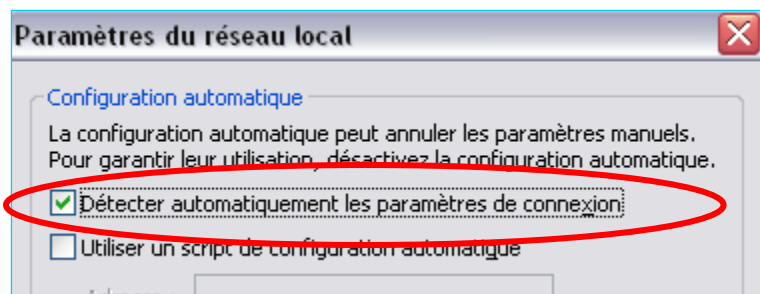 Paramètres du réseau local
Configuration automatique
La configuration automatique peut annuler les paramètres manuels.
Pour garantir leur utilisation, désactivez la configuration automatique.
Détecter automatiquement les paramètres de connexion
Utiliser un script de configuration automatique